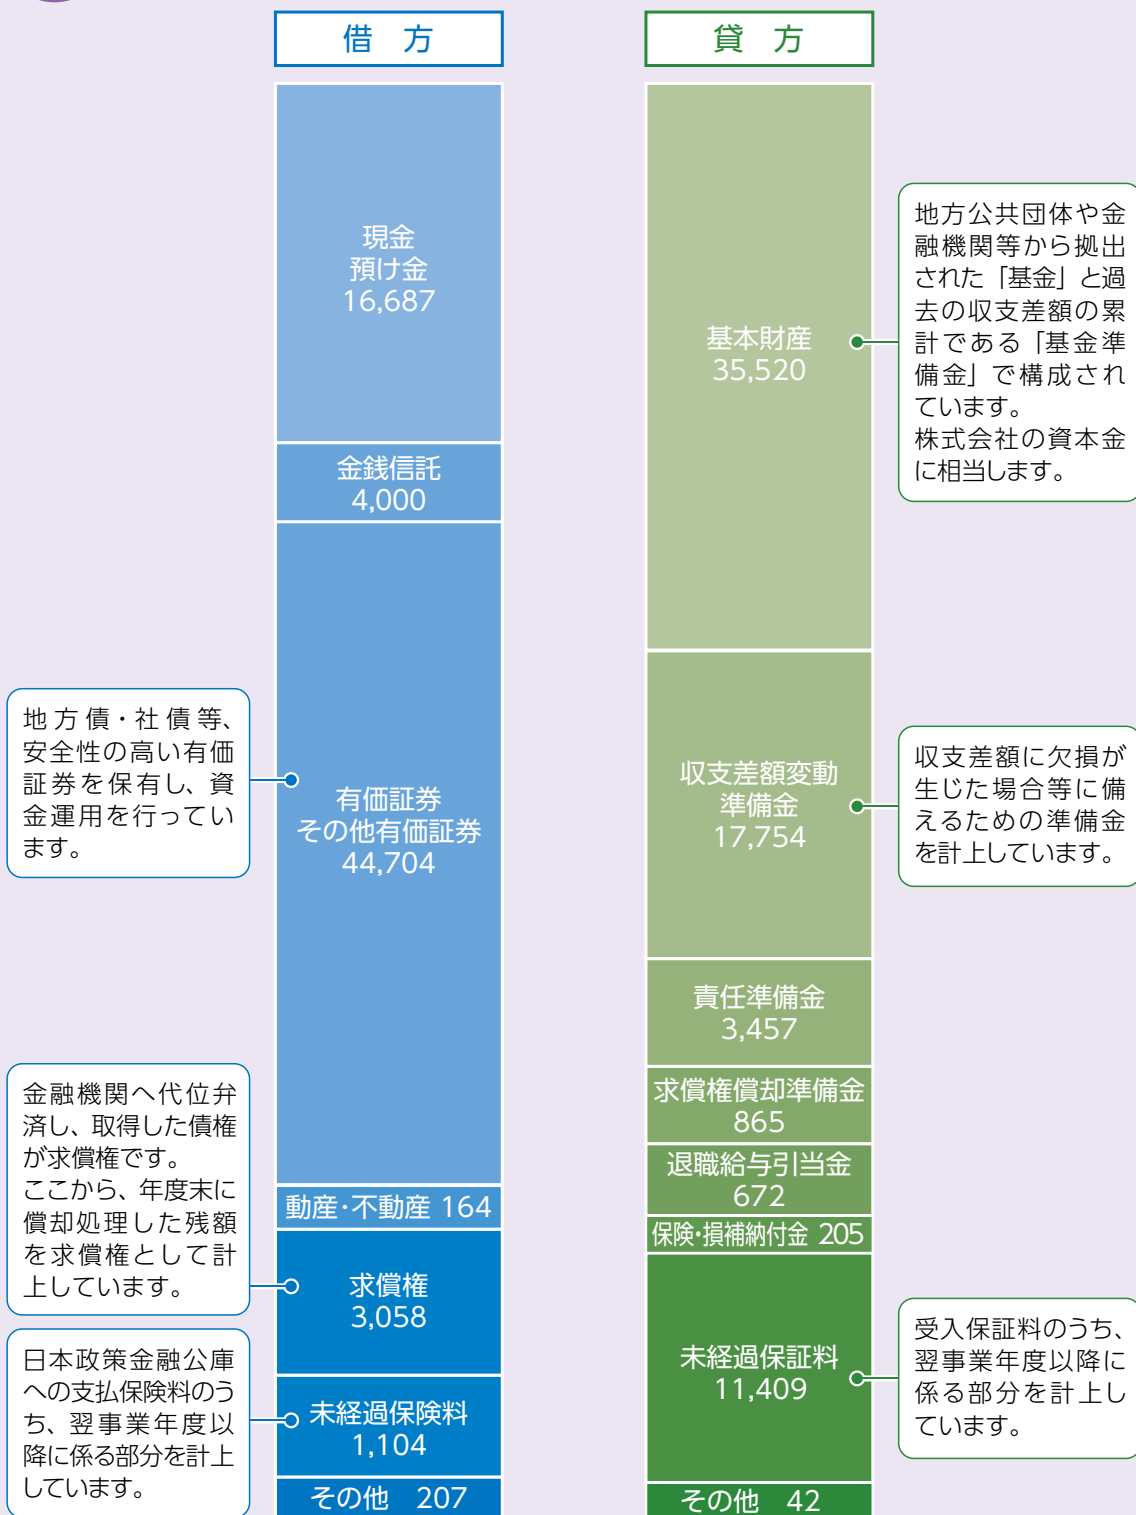 借　方
現金
預け金
16,687
金銭信託
4,000
有価証券
その他有価証券
44,704
動産・不動産 164
求償権
3,058
未経過保険料
1,104
その他　207
地方債・社債等、
安全性の高い有価
証券を保有し、資
金運用を行ってい
ます。
金融機関へ代位弁
済し、取得した債権
が求償権です。
ここから、年度末に
償却処理した残額
を求償権として計
上しています。
日本政策金融公庫
への支払保険料のう
ち、翌事業年度以
降に係る部分を計上
しています。
貸　方
基本財産
35,520
収支差額変動
準備金
17,754
責任準備金
3,457
求償権償却準備金
865
退職給与引当金
672
保険・損補納付金 205
未経過保証料
11,409
その他　42
地方公共団体や金
融機関等から拠出
された「基金」と過
去の収支差額の累
計である「基金準
備金」で構成され
ています。
株式会社の資本金
に相当します。
収支差額に欠損が
生じた場合等に備
えるための準備金
を計上しています。
受入保証料のうち、
翌事業年度以降に
係る部分を計上し
ています。